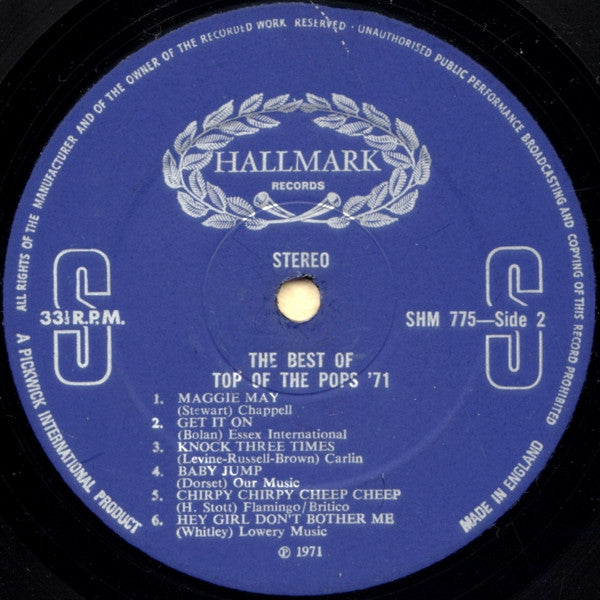 ALL RIGHTS OF THE MANUFACTURER AND OF THE OWNER OF THE RECORDED WORK RESERVED · UNAUTHORISED PUBLIC PERFORMANCE BROADCASTING AND COPYING OF THIS RECORD PROHIBITED
HALLMARK
RECORDS
STEREO
S
S
33⅓ R.P.M.
SHM 775—Side 2
THE BEST OF
TOP OF THE POPS '71
1. MAGGIE MAY
(Stewart) Chappell
2. GET IT ON
(Bolan) Essex International
3. KNOCK THREE TIMES
(Levine-Russell-Brown) Carlin
4. BABY JUMP
(Dorset) Our Music
5. CHIRPY CHIRPY CHEEP CHEEP
(H. Stott) Flamingo/Britico
6. HEY GIRL DON'T BOTHER ME
(Whitley) Lowery Music
℗ 1971
A PICKWICK INTERNATIONAL PRODUCT
MADE IN ENGLAND